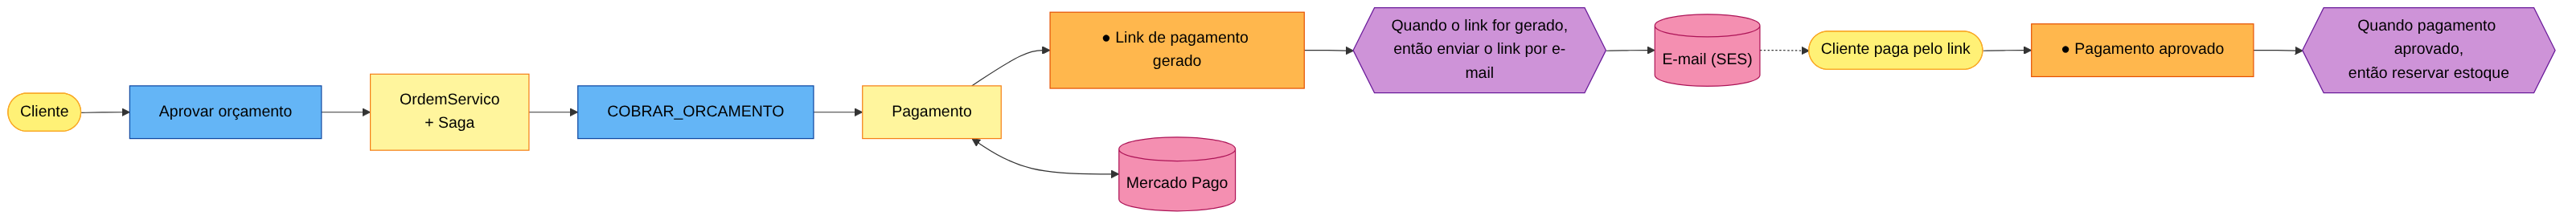 Cliente
Aprovar orçamento
OrdemServico
+ Saga
COBRAR_ORCAMENTO
Pagamento
● Link de pagamento
gerado
Mercado Pago
Quando o link for gerado,
então enviar o link por e-
mail
E-mail (SES)
Cliente paga pelo link
● Pagamento aprovado
Quando pagamento
aprovado,
então reservar estoque